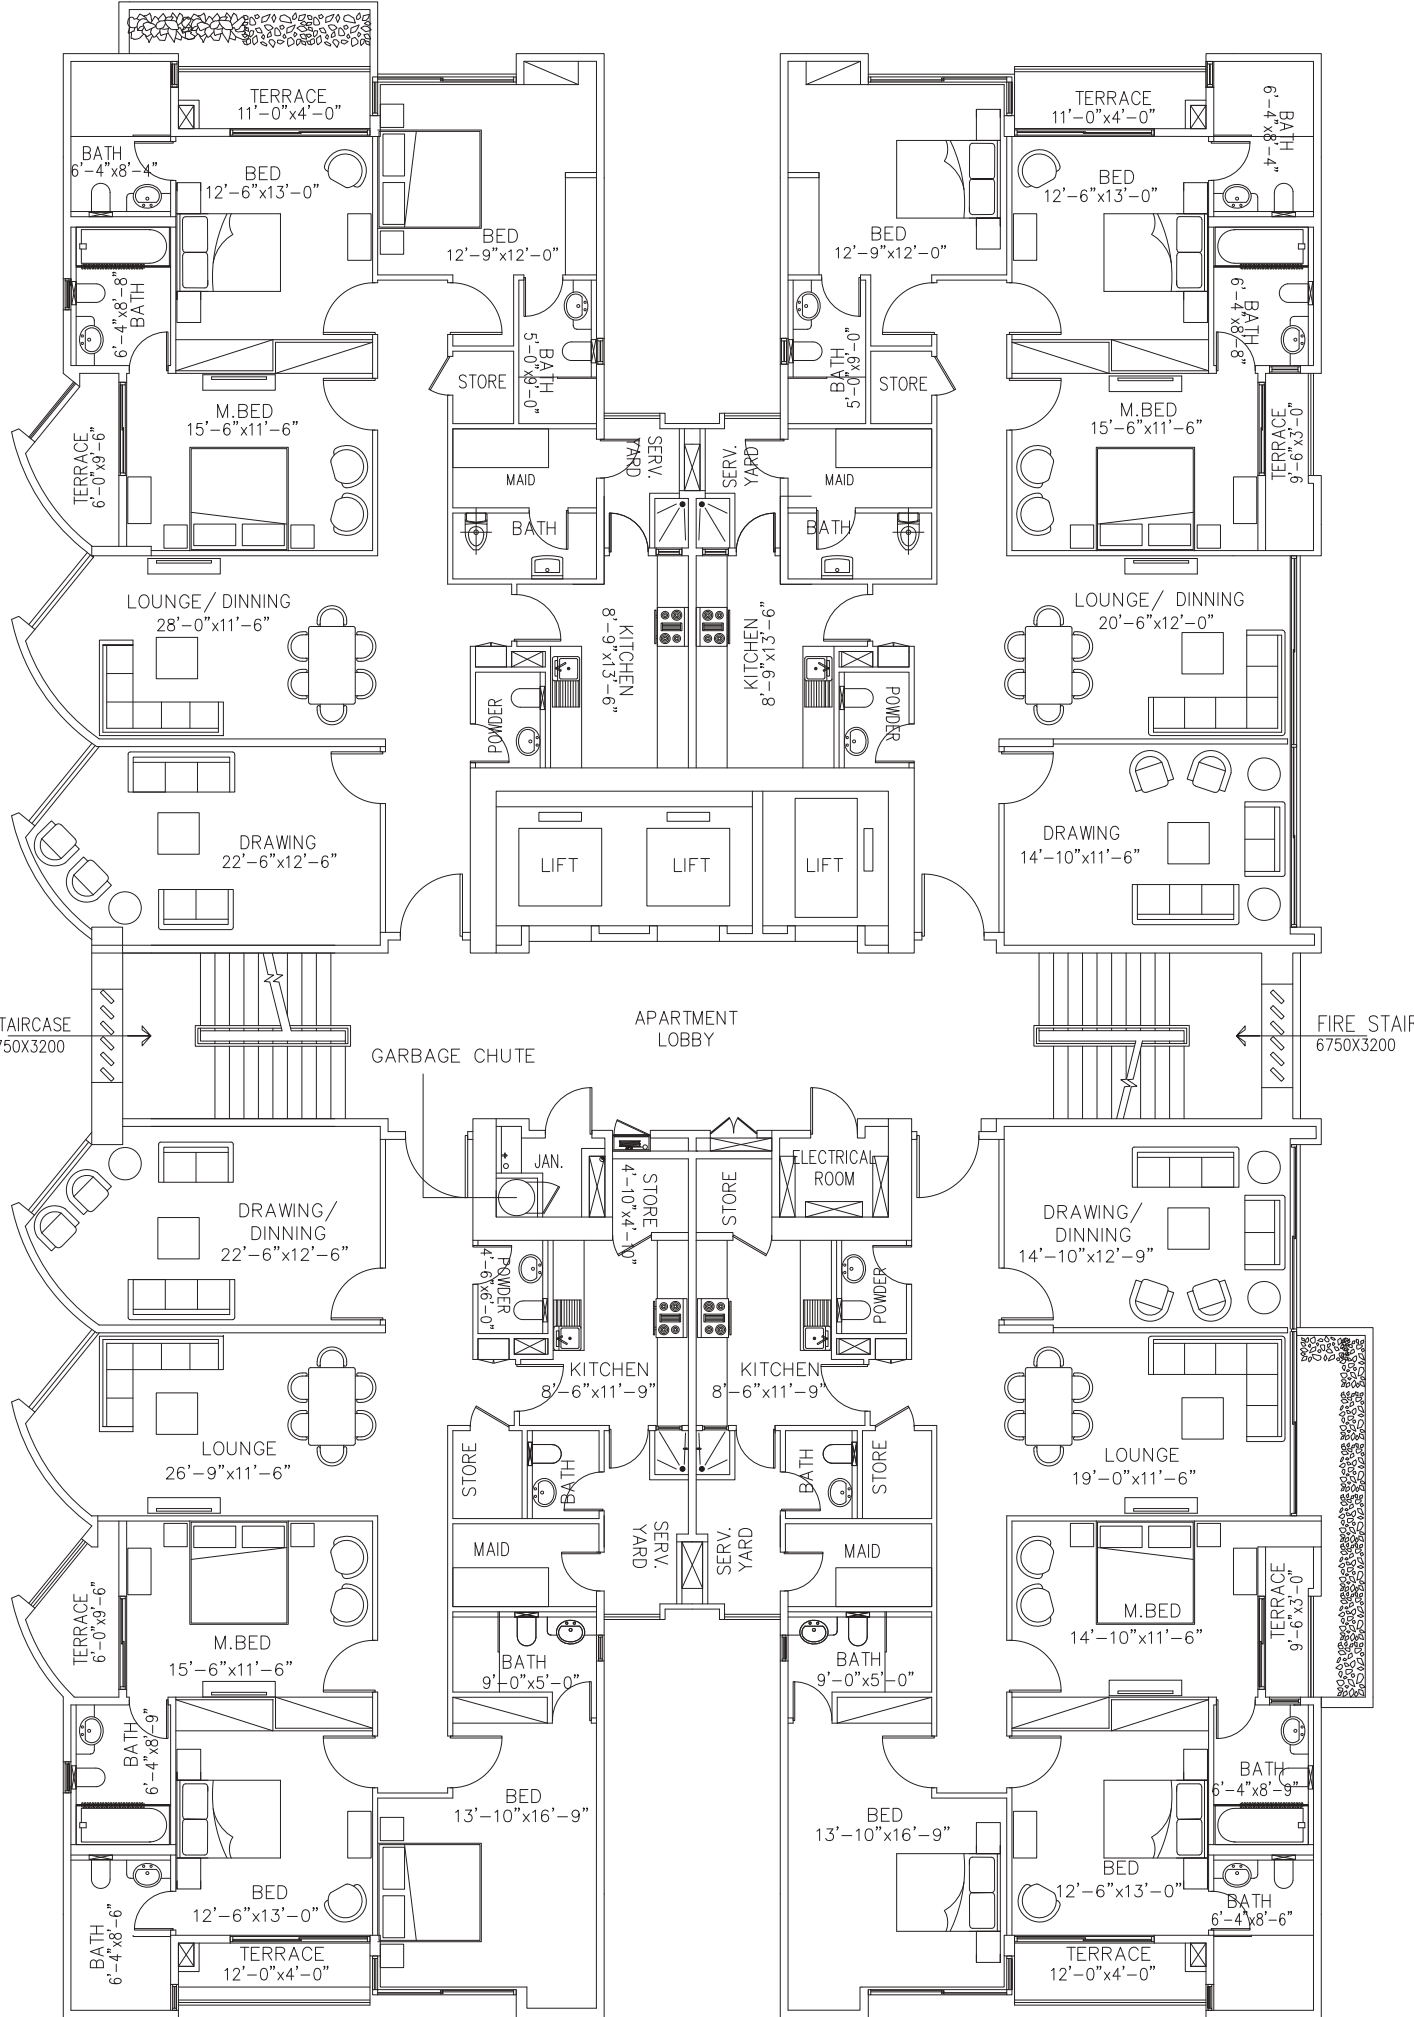 TERRACE
11'-0"x4'-0"
TERRACE
11'-0"x4'-0"
BATH
6'-4"x8'-4"
BATH
6'-4"x8'-4"
BED
12'-6"x13'-0"
BED
12'-6"x13'-0"
BED
12'-9"x12'-0"
BED
12'-9"x12'-0"
BATH
6'-4"x8'-8"
BATH
6'-4"x8'-8"
BATH
5'-0"x9'-0"
BATH
5'-0"x9'-0"
STORE
STORE
M.BED
15'-6"x11'-6"
M.BED
15'-6"x11'-6"
TERRACE
6'-0"x9'-6"
TERRACE
9'-6"x3'-0"
SERV.
YARD
SERV.
YARD
MAID
MAID
BATH
BATH
LOUNGE/ DINNING
28'-0"x11'-6"
LOUNGE/ DINNING
20'-6"x12'-0"
KITCHEN
8'-9"x13'-6"
KITCHEN
8'-9"x13'-6"
POWDER
POWDER
DRAWING
22'-6"x12'-6"
DRAWING
14'-10"x11'-6"
LIFT
LIFT
LIFT
TAIRCASE
750X3200
APARTMENT
LOBBY
FIRE STAIR
6750X3200
GARBAGE CHUTE
JAN.
STORE
4'-10"x4'-10"
STORE
ELECTRICAL
ROOM
DRAWING/
DINNING
22'-6"x12'-6"
DRAWING/
DINNING
14'-10"x12'-9"
POWDER
4'-6"x6'-0"
POWDER
KITCHEN
8'-6"x11'-9"
KITCHEN
8'-6"x11'-9"
LOUNGE
26'-9"x11'-6"
LOUNGE
19'-0"x11'-6"
STORE
BATH
BATH
STORE
MAID
SERV.
YARD
SERV.
YARD
MAID
TERRACE
6'-0"x9'-6"
TERRACE
9'-6"x3'-0"
M.BED
15'-6"x11'-6"
M.BED
14'-10"x11'-6"
BATH
9'-0"x5'-0"
BATH
9'-0"x5'-0"
BATH
6'-4"x8'-9"
BATH
6'-4"x8'-9"
BED
13'-10"x16'-9"
BED
13'-10"x16'-9"
BED
12'-6"x13'-0"
BED
12'-6"x13'-0"
BATH
6'-4"x8'-6"
BATH
6'-4"x8'-6"
TERRACE
12'-0"x4'-0"
TERRACE
12'-0"x4'-0"